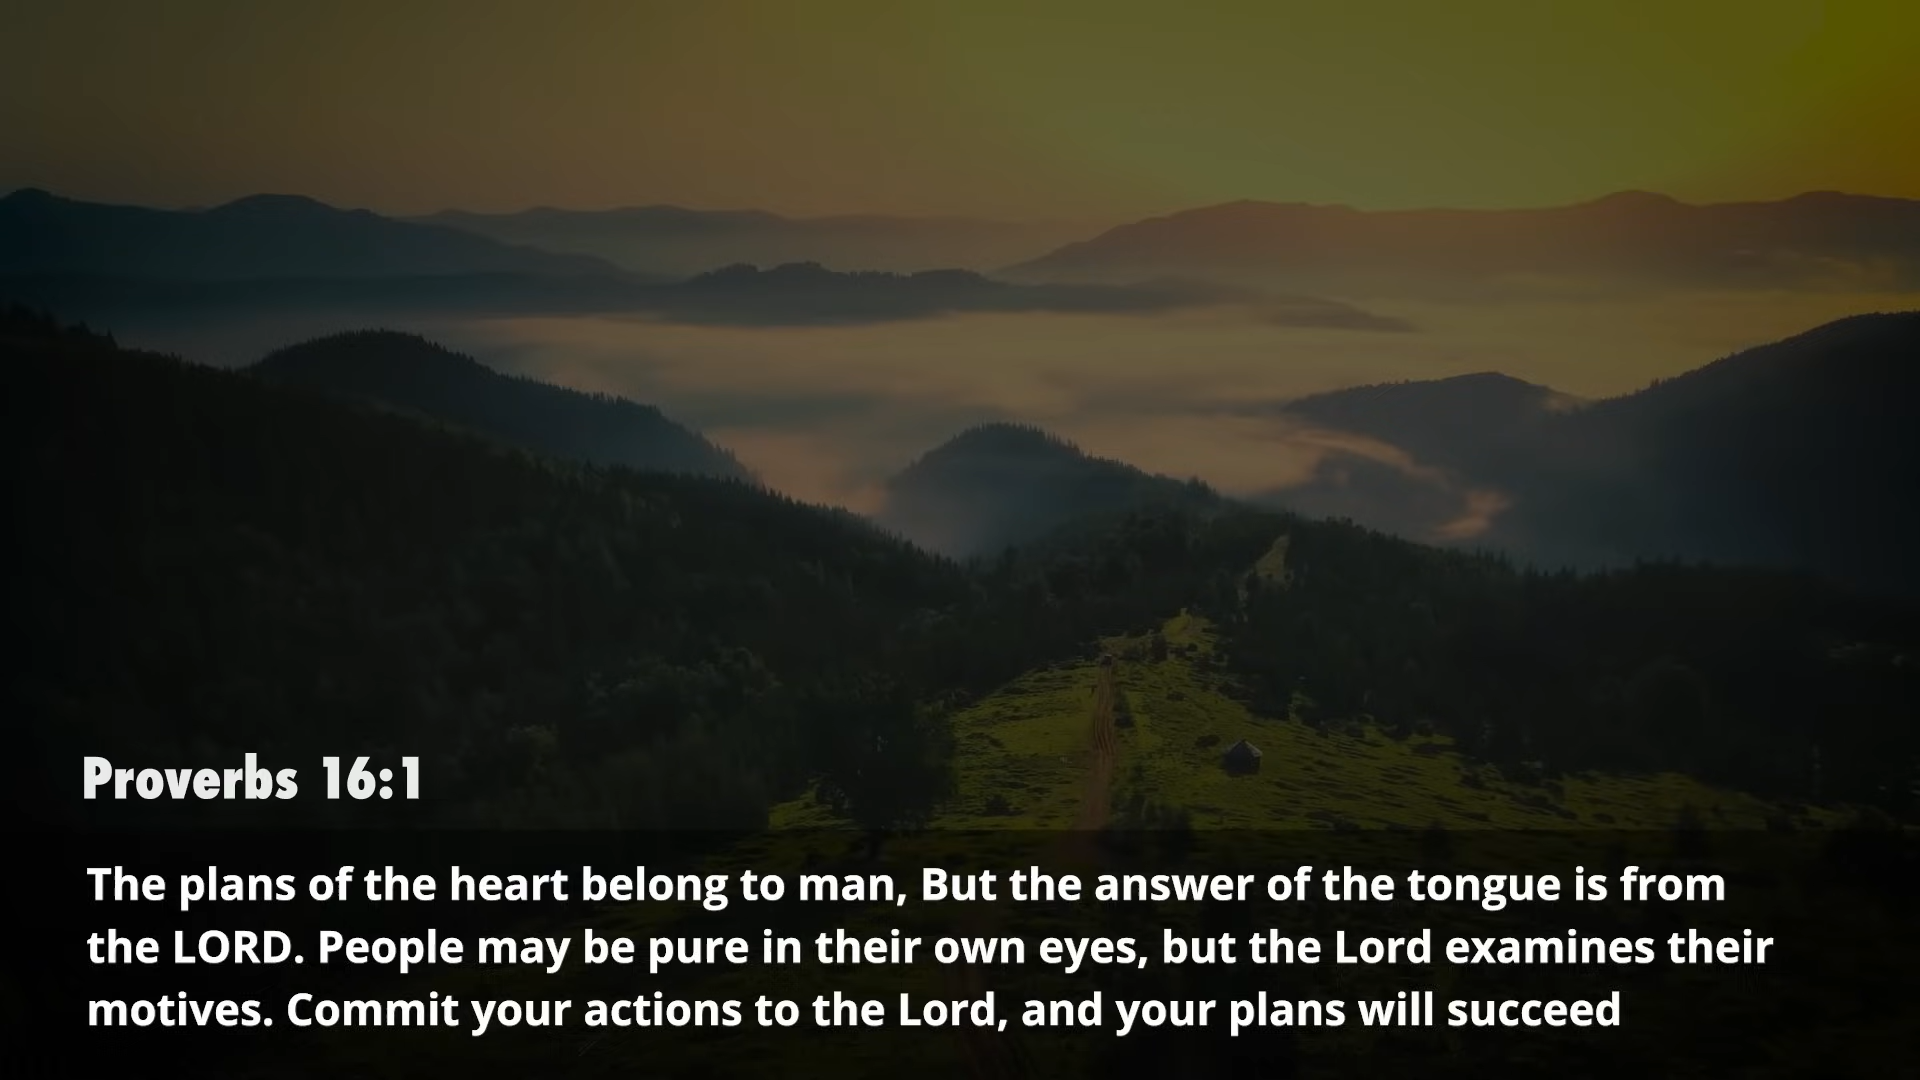 Proverbs 16:1
The plans of the heart belong to man, But the answer of the tongue is from
the LORD. People may be pure in their own eyes, but the Lord examines their
motives. Commit your actions to the Lord, and your plans will succeed